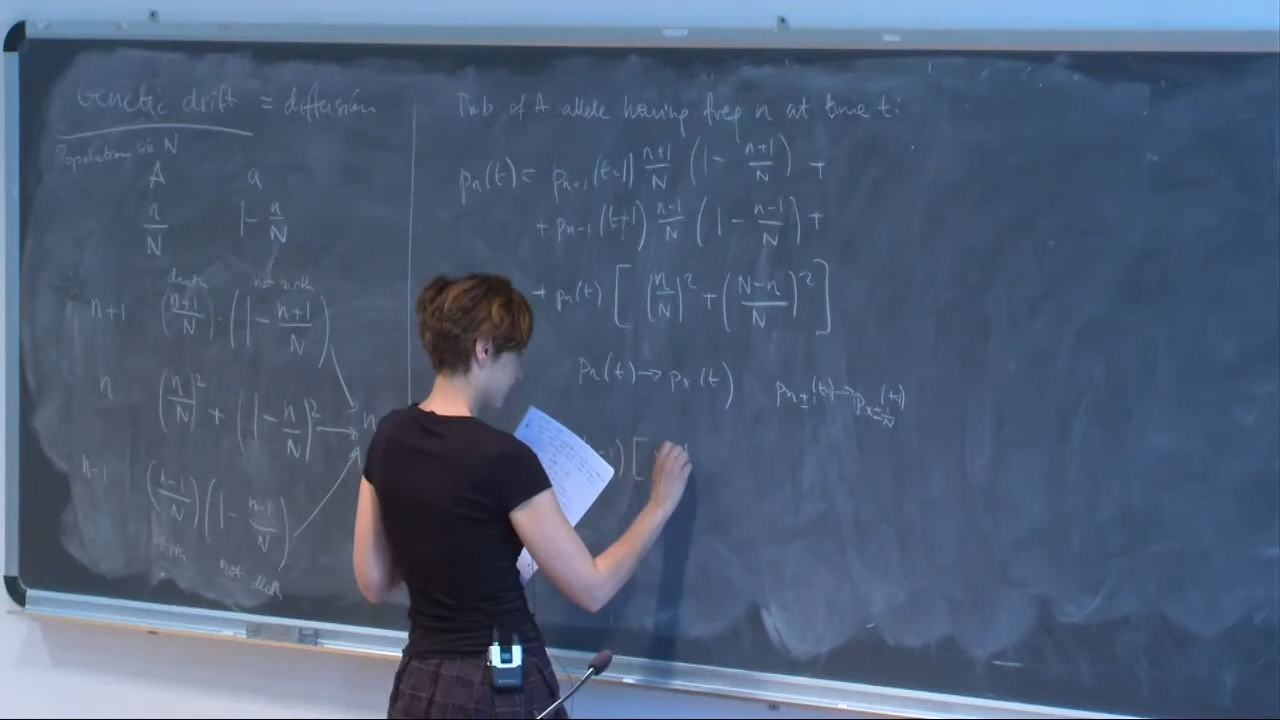 Genetic drift = diffusion
Population size N
A a
n/N 1 - n/N
death not birth
n+1 (n+1/N) · (1 - n+1/N)
n (n/N)² + (1 - n/N)² → n
n-1 (n-1/N) (1 - n-1/N)
birth not death
Prob of A allele having freq n at time t:
pₙ(t) = pₙ₊₁(t-1) n+1/N (1 - n+1/N) +
+ pₙ₋₁(t-1) n-1/N (1 - n-1/N) +
+ pₙ(t) [(n/N)² + (N-n/N)²]
pₙ(t) → pₓ(t) pₙ±₁(t) → pₓ±1/N(t)
) [